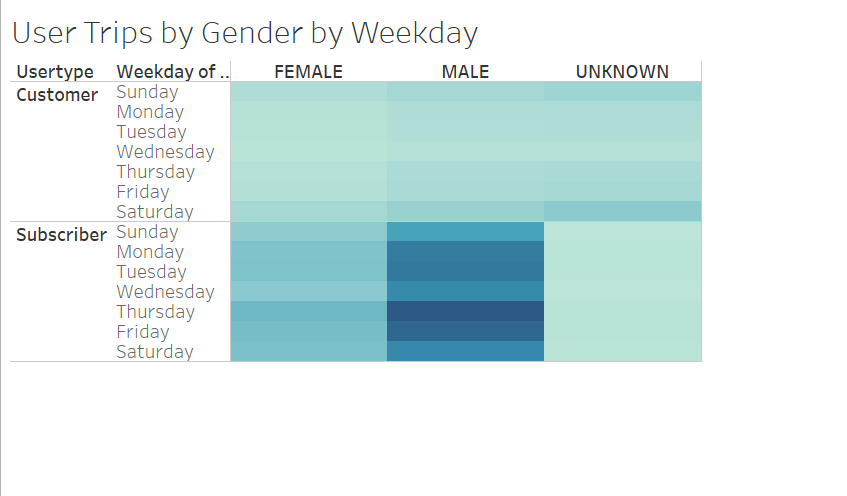 User Trips by Gender by Weekday
Usertype Weekday of .. FEMALE MALE UNKNOWN
Customer Sunday
Monday
Tuesday
Wednesday
Thursday
Friday
Saturday
Subscriber Sunday
Monday
Tuesday
Wednesday
Thursday
Friday
Saturday